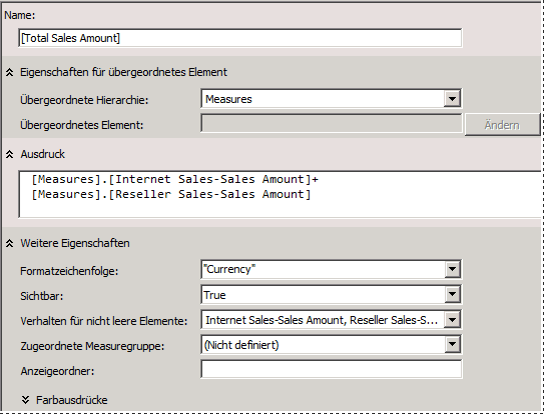 Name:
[Total Sales Amount]
Eigenschaften für übergeordnetes Element
Übergeordnete Hierarchie: Measures
Übergeordnetes Element: Ändern
Ausdruck
[Measures].[Internet Sales-Sales Amount]+
[Measures].[Reseller Sales-Sales Amount]
Weitere Eigenschaften
Formatzeichenfolge: "Currency"
Sichtbar: True
Verhalten für nicht leere Elemente: Internet Sales-Sales Amount, Reseller Sales-S...
Zugeordnete Measuregruppe: (Nicht definiert)
Anzeigeordner:
Farbausdrücke